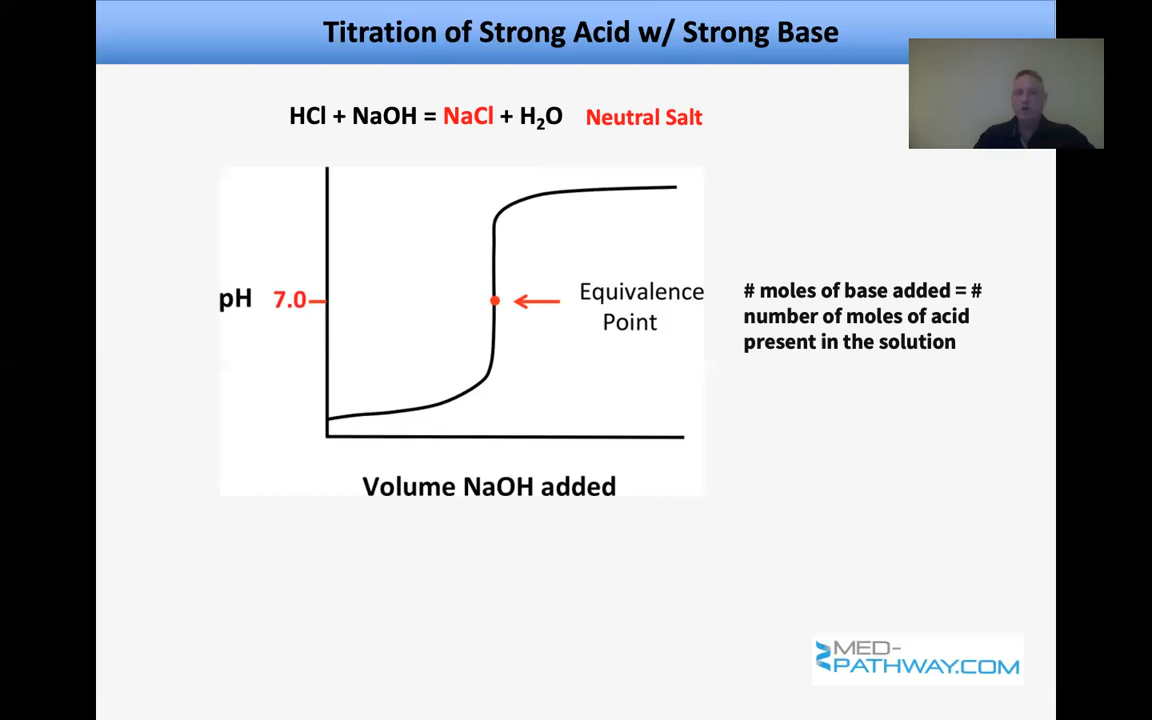 Titration of Strong Acid w/ Strong Base
HCl + NaOH = NaCl + H₂O Neutral Salt
pH 7.0
Equivalence
Point
# moles of base added = #
number of moles of acid
present in the solution
Volume NaOH added
MED-
PATHWAY.COM